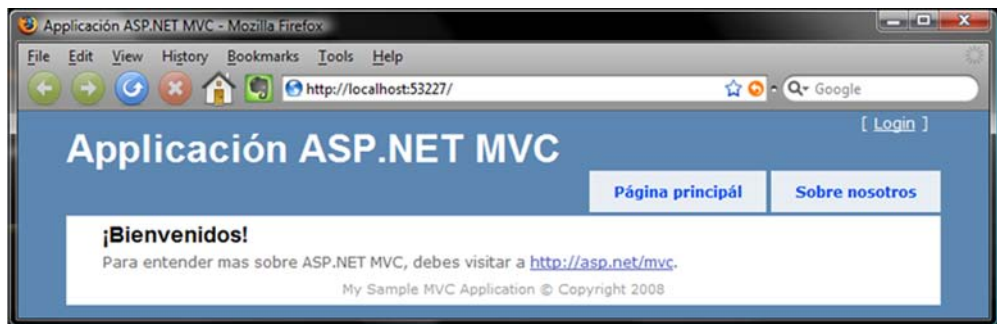 Applicación ASP.NET MVC - Mozilla Firefox
File Edit View History Bookmarks Tools Help
http://localhost:53227/ Google
[ Login ]
Applicación ASP.NET MVC
Página principál Sobre nosotros
¡Bienvenidos!
Para entender mas sobre ASP.NET MVC, debes visitar a http://asp.net/mvc.
My Sample MVC Application © Copyright 2008